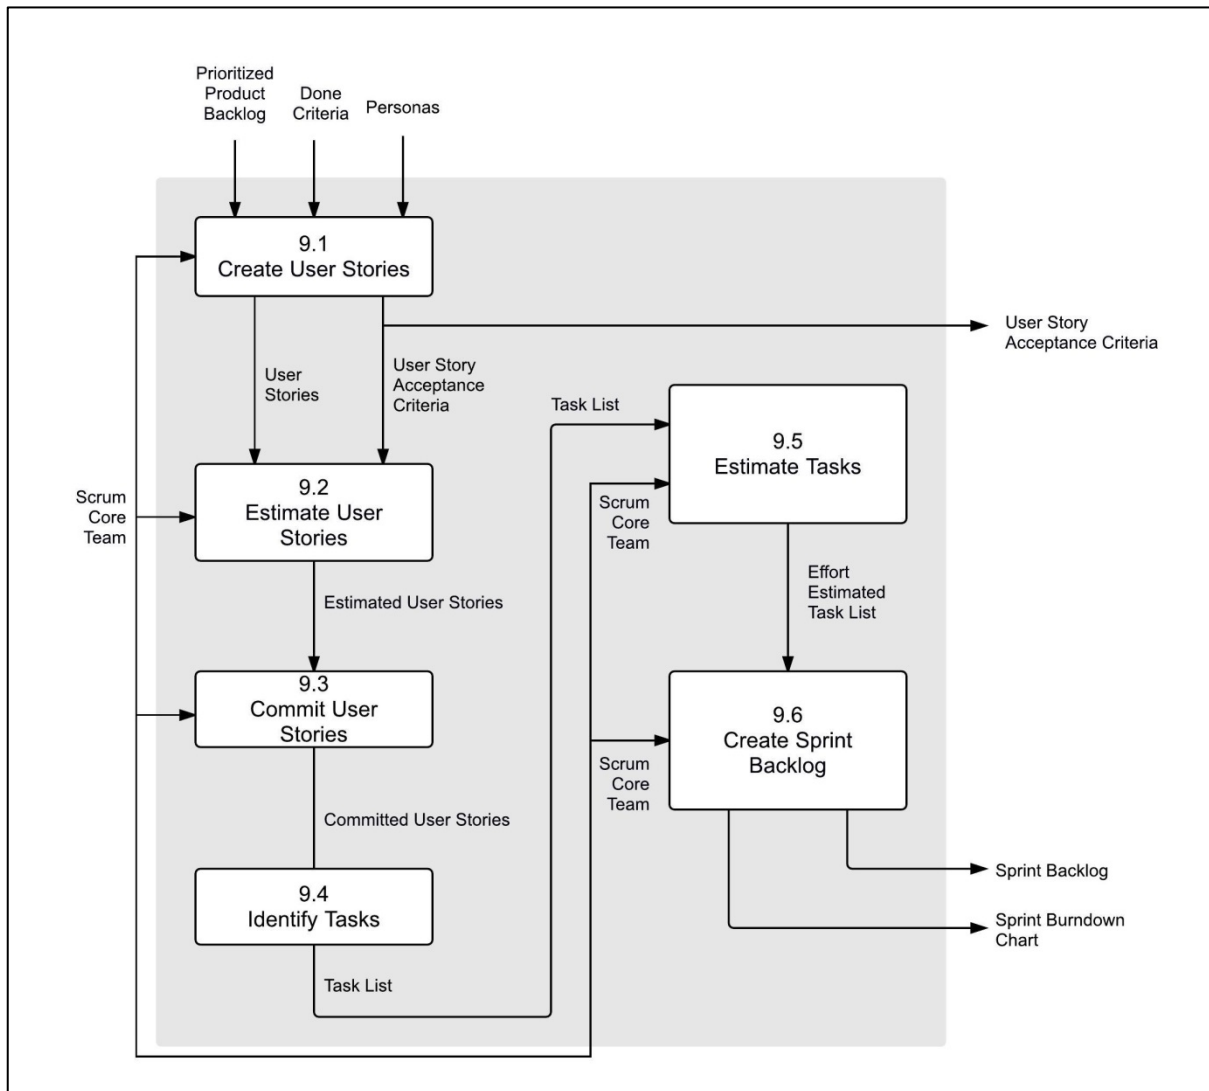 Prioritized
Product
Backlog
Done
Criteria
Personas
9.1
Create User Stories
User Story
Acceptance Criteria
User
Stories
User Story
Acceptance
Criteria
Task List
9.5
Estimate Tasks
9.2
Estimate User
Stories
Scrum
Core
Team
Scrum
Core
Team
Estimated User Stories
Effort
Estimated
Task List
9.3
Commit User
Stories
9.6
Create Sprint
Backlog
Scrum
Core
Team
Committed User Stories
9.4
Identify Tasks
Sprint Backlog
Sprint Burndown
Chart
Task List